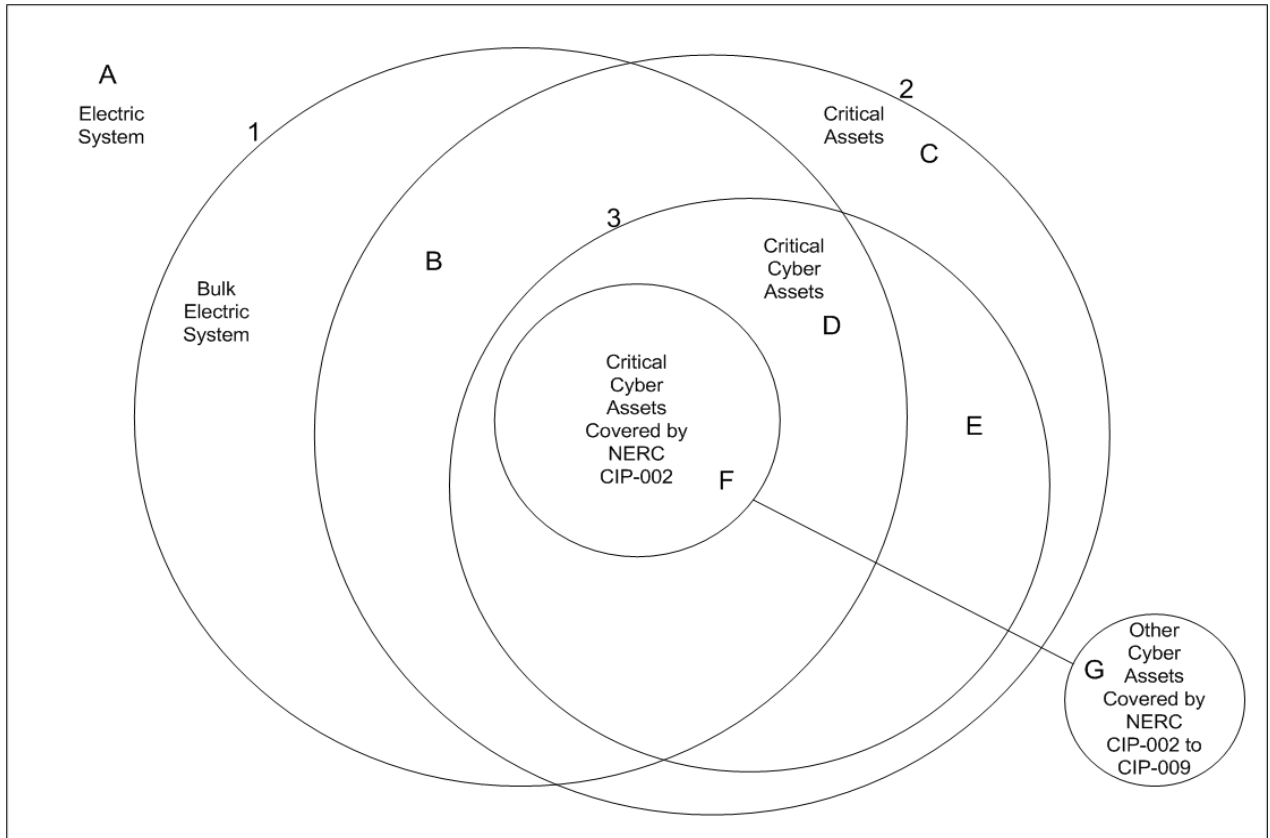 A
Electric
System
1
2
Critical
Assets
C
3
B
Critical
Cyber
Assets
D
Bulk
Electric
System
Critical
Cyber
Assets
Covered by
NERC
CIP-002
F
E
G
Other
Cyber
Assets
Covered by
NERC
CIP-002 to
CIP-009